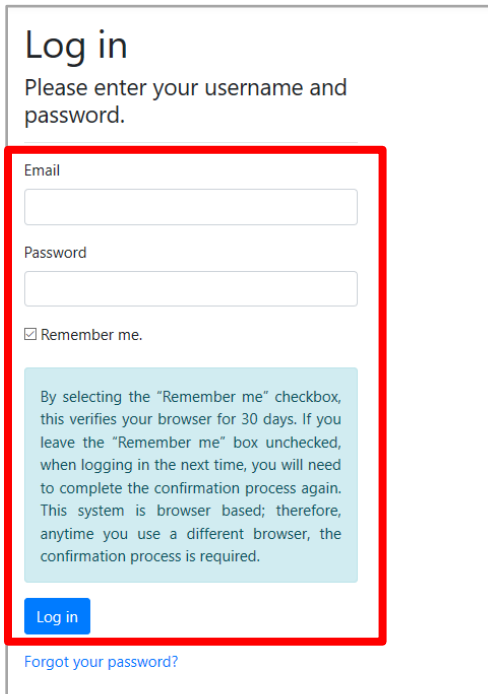 Log in
Please enter your username and
password.
Email
Password
Remember me.
By selecting the “Remember me” checkbox,
this verifies your browser for 30 days. If you
leave the “Remember me” box unchecked,
when logging in the next time, you will need
to complete the confirmation process again.
This system is browser based; therefore,
anytime you use a different browser, the
confirmation process is required.
Log in
Forgot your password?